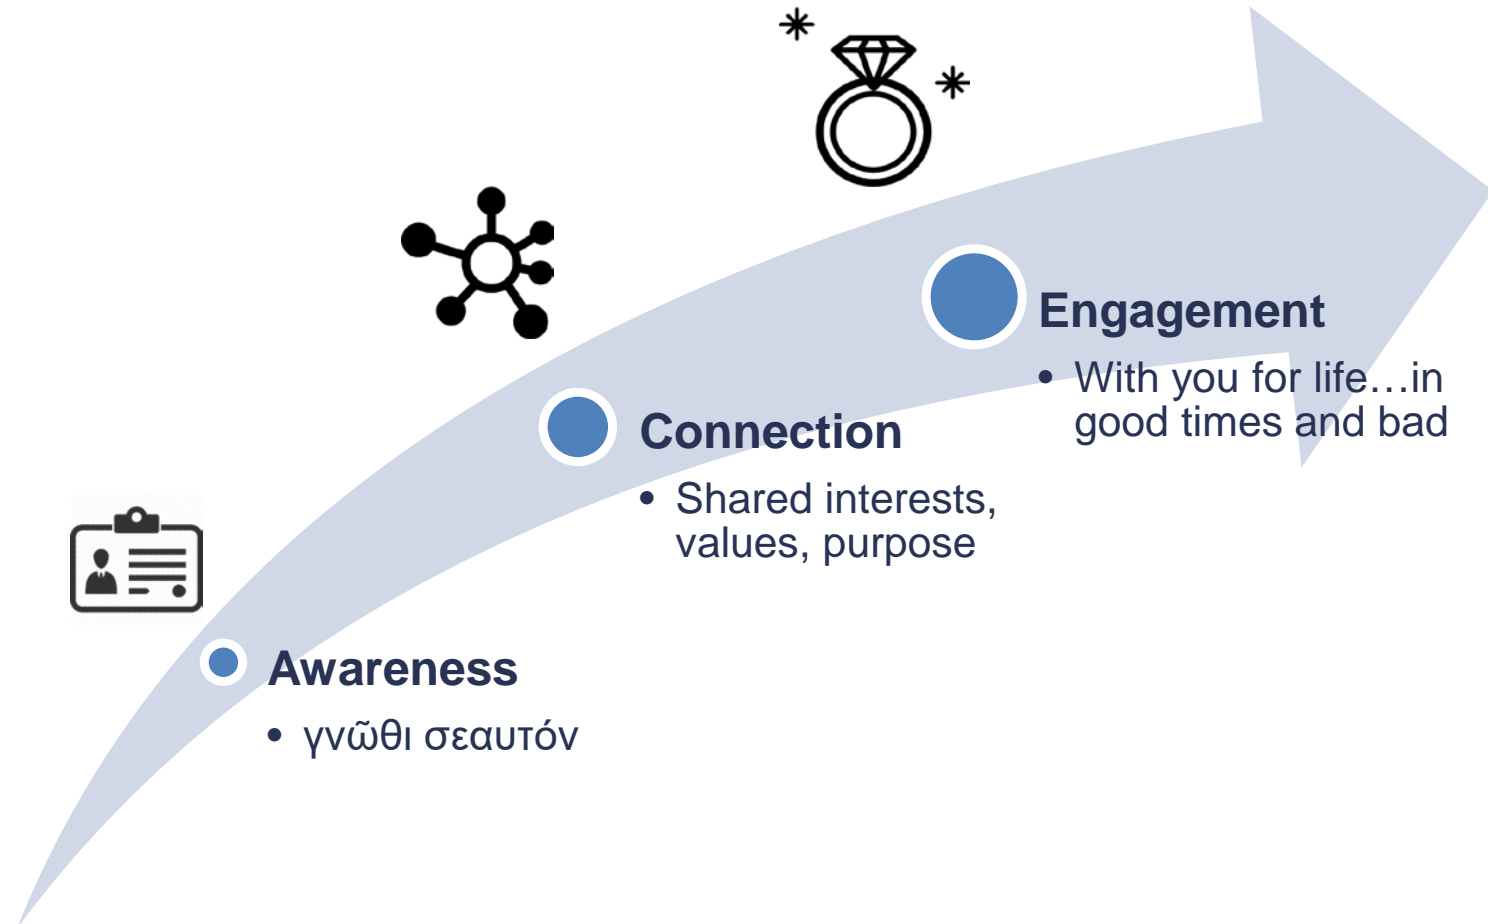 Engagement
• With you for life…in
good times and bad
Connection
• Shared interests,
values, purpose
Awareness
• γνῶθι σεαυτόν